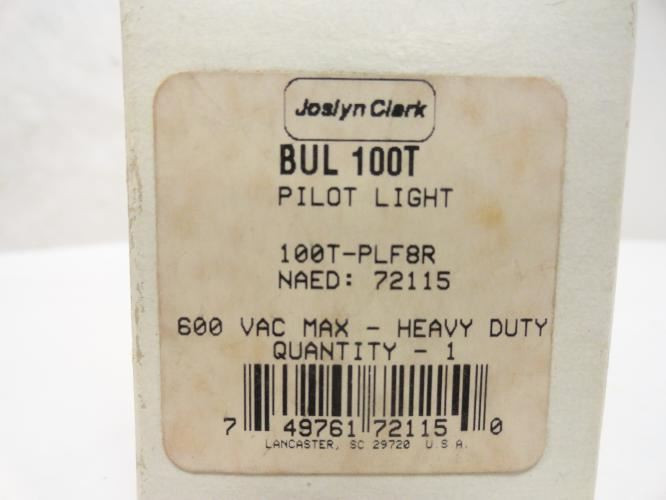 Joslyn Clark
BUL 100T
PILOT LIGHT
100T-PLF8R
NAED: 72115
600 VAC MAX - HEAVY DUTY
QUANTITY - 1
7 49761 72115 0
LANCASTER, SC 29720 U.S.A.